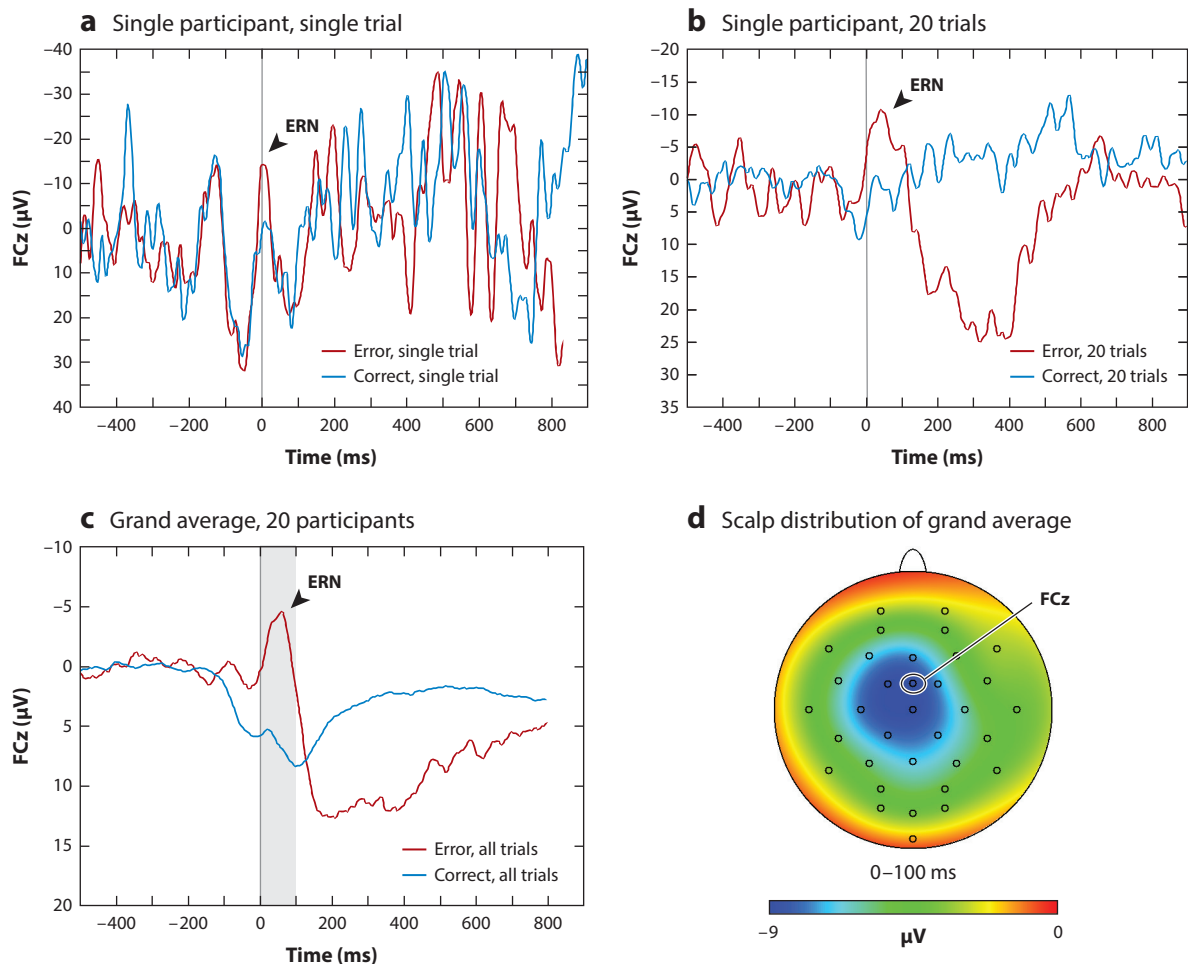 a Single participant, single trial
−40
−30
−20
−10
0
10
20
30
40
FCz (µV)
ERN
Error, single trial
Correct, single trial
−400 −200 0 200 400 600 800
Time (ms)
b Single participant, 20 trials
−20
−15
−10
−5
0
5
10
15
20
25
30
35
FCz (µV)
ERN
Error, 20 trials
Correct, 20 trials
−400 −200 0 200 400 600 800
Time (ms)
c Grand average, 20 participants
−10
−5
0
5
10
15
20
FCz (µV)
ERN
Error, all trials
Correct, all trials
−400 −200 0 200 400 600 800
Time (ms)
d Scalp distribution of grand average
FCz
0–100 ms
−9 µV 0